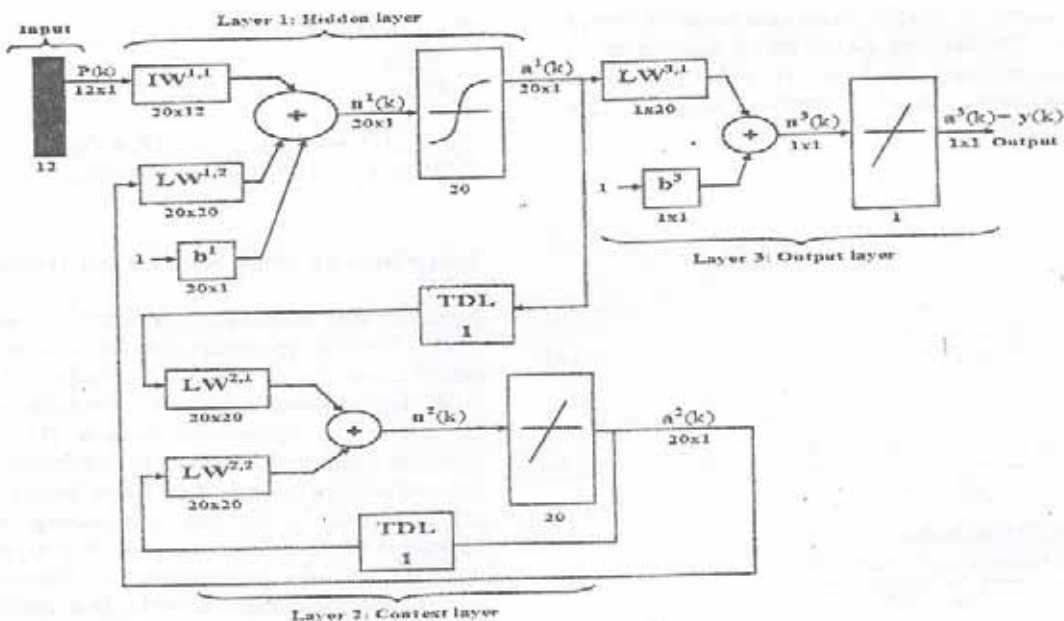 Layer 1: Hidden layer
Input
P(k)
12x1
IW1,1
20x12
n1(k)
20x1
20
a1(k)
20x1
LW3,1
1x20
n3(k)
1x1
a3(k)= y(k)
1x1 Output
12
LW1,2
20x20
1
b3
1x1
1
Layer 3: Output layer
1
b1
20x1
TDL
1
LW2,1
20x20
n2(k)
20
a2(k)
20x1
LW2,2
20x20
TDL
1
Layer 2: Context layer